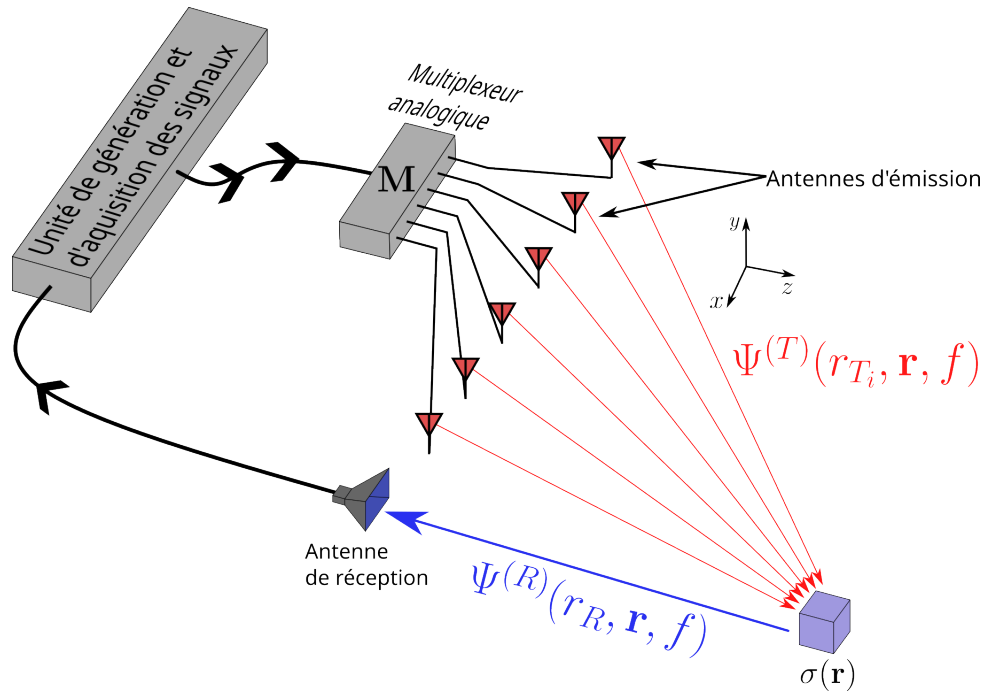 Unité de génération et
d'aquisition des signaux
Multiplexeur
analogique
M
Antennes d'émission
y
x
z
Ψ^{(T)}(r_{T_i}, r, f)
Antenne
de réception
Ψ^{(R)}(r_R, r, f)
σ(r)